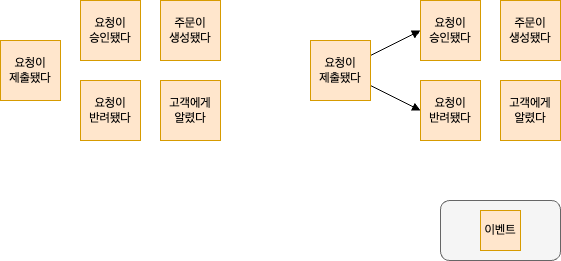 요청이
제출됐다
요청이
승인됐다
주문이
생성됐다
요청이
반려됐다
고객에게
알렸다
요청이
제출됐다
요청이
승인됐다
주문이
생성됐다
요청이
반려됐다
고객에게
알렸다
이벤트